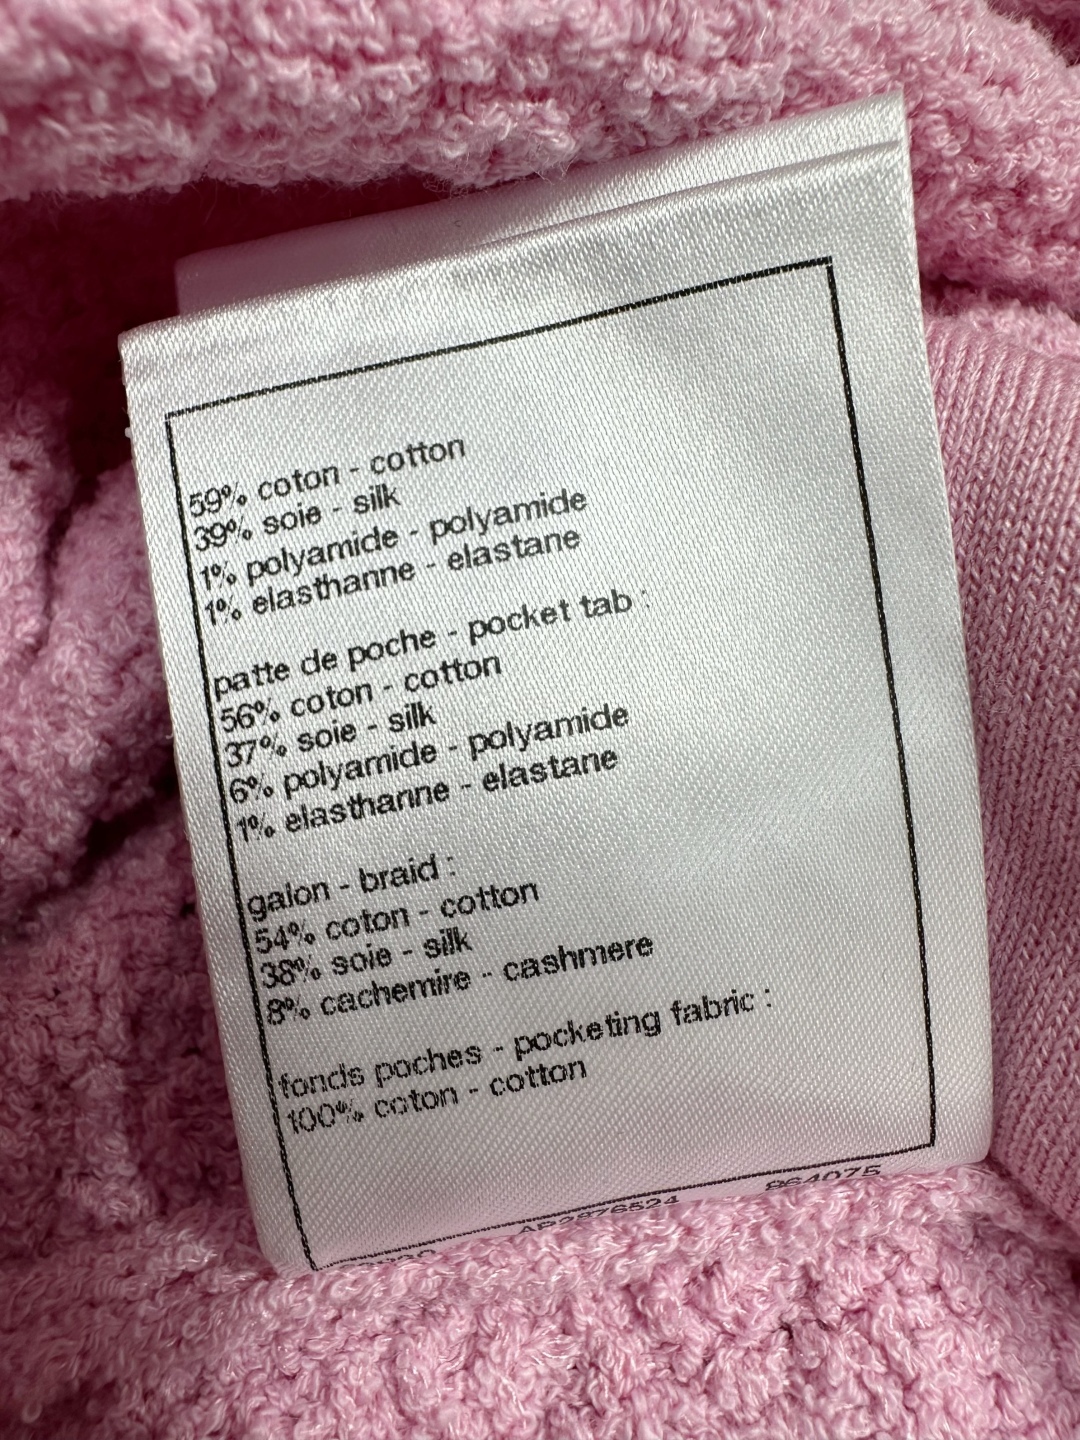 59% coton - cotton
39% soie - silk
1% polyamide - polyamide
1% elasthanne - elastane
patte de poche - pocket tab :
56% coton - cotton
37% soie - silk
6% polyamide - polyamide
1% elasthanne - elastane
galon - braid :
54% coton - cotton
38% soie - silk
8% cachemire - cashmere
fonds poches - pocketing fabric :
100% coton - cotton
864075